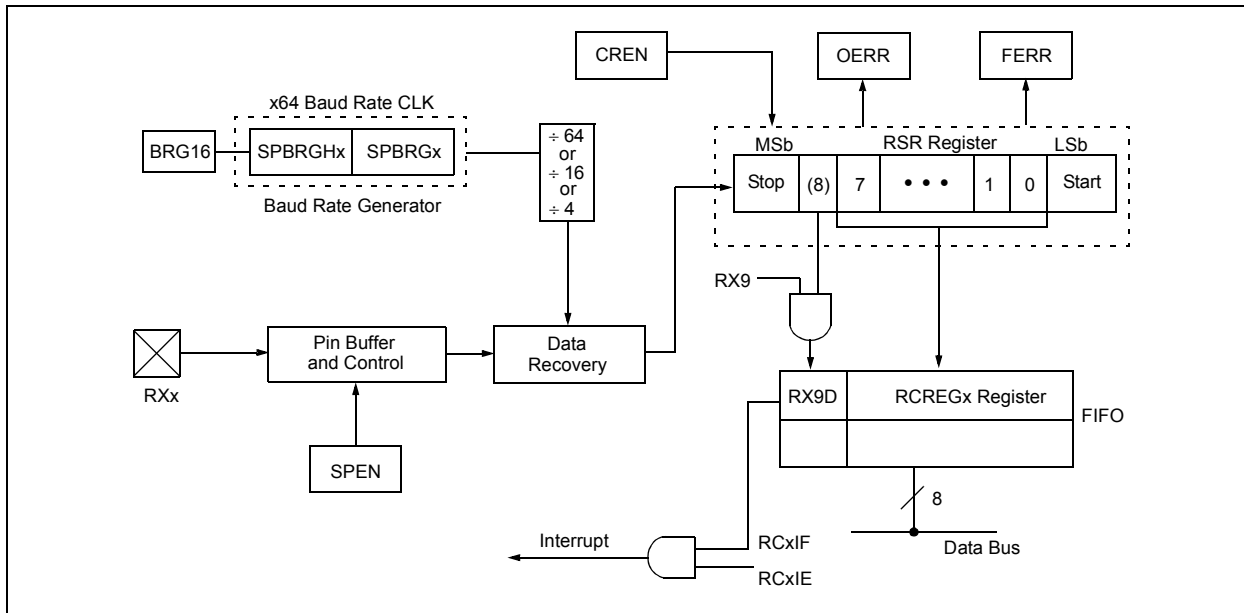 CREN
OERR
FERR
x64 Baud Rate CLK
BRG16
SPBRGHx
SPBRGx
Baud Rate Generator
÷ 64
or
÷ 16
or
÷ 4
MSb
RSR Register
LSb
Stop
(8)
7
• • •
1
0
Start
RX9
RXx
Pin Buffer
and Control
Data
Recovery
SPEN
RX9D
RCREGx Register
FIFO
8
Data Bus
Interrupt
RCxIF
RCxIE